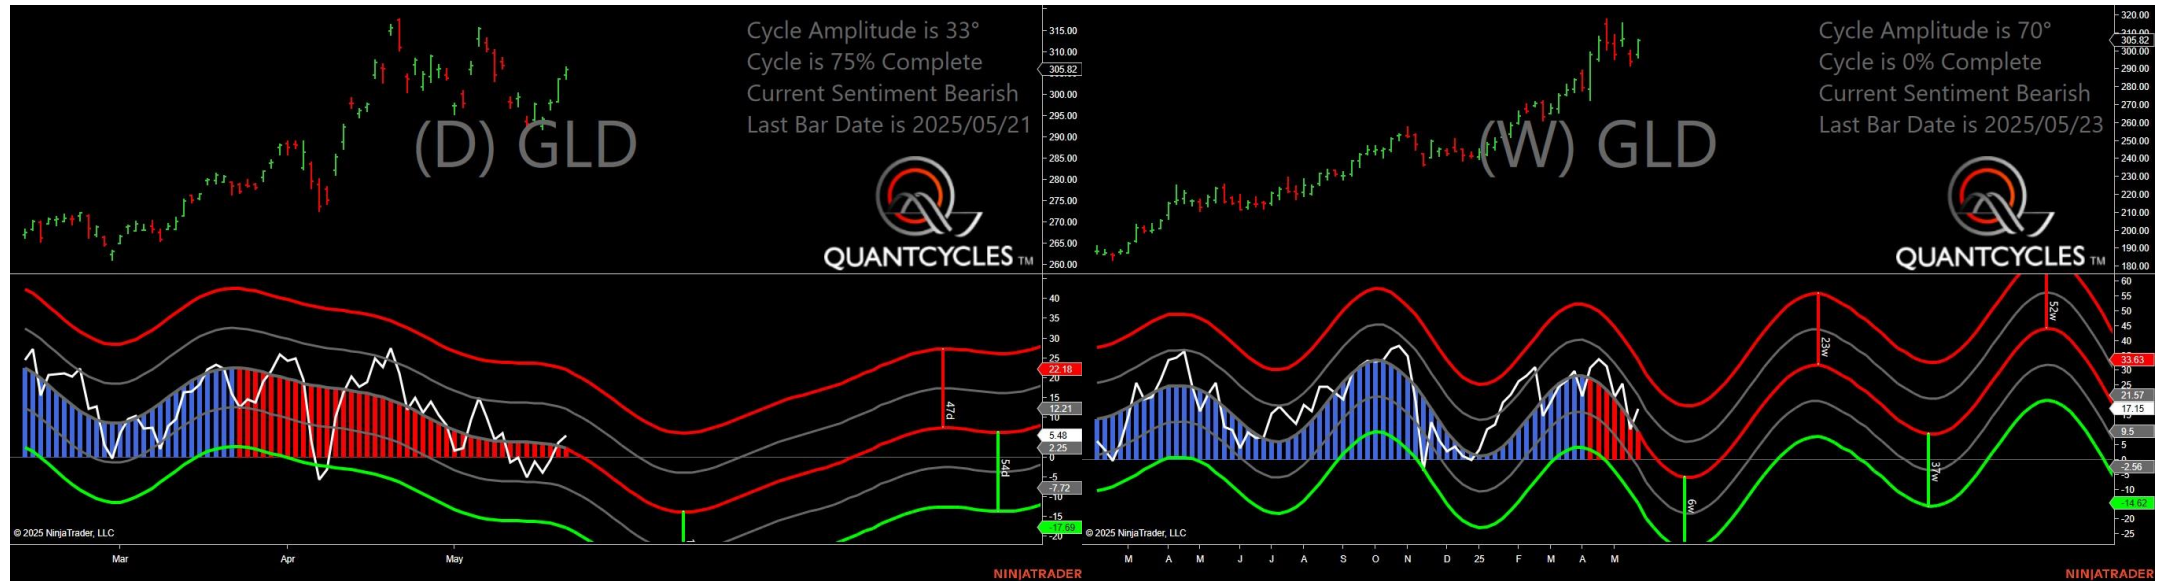 Cycle Amplitude is 33°
Cycle is 75% Complete
Current Sentiment Bearish
Last Bar Date is 2025/05/21
(D) GLD
QUANTCYCLES TM
315.00
310.00
305.82
300.00
295.00
290.00
285.00
280.00
275.00
270.00
265.00
260.00
40
35
30
25
22.18
20
15
12.21
10
5.48
2.25
0
-5
-7.72
-10
-15
-17.69
-20
47d
54d
© 2025 NinjaTrader, LLC
Mar
Apr
May
NINJATRADER
Cycle Amplitude is 70°
Cycle is 0% Complete
Current Sentiment Bearish
Last Bar Date is 2025/05/23
(W) GLD
QUANTCYCLES TM
320.00
310.00
305.82
300.00
290.00
280.00
270.00
260.00
250.00
240.00
230.00
220.00
210.00
200.00
190.00
180.00
60
55
50
45
40
33.63
30
25
21.57
17.15
9.5
5
0
-2.56
-5
-10
-14.62
-20
-25
6w
23w
37w
52w
© 2025 NinjaTrader, LLC
M A M J J A S O N D 25 F M A M
NINJATRADER